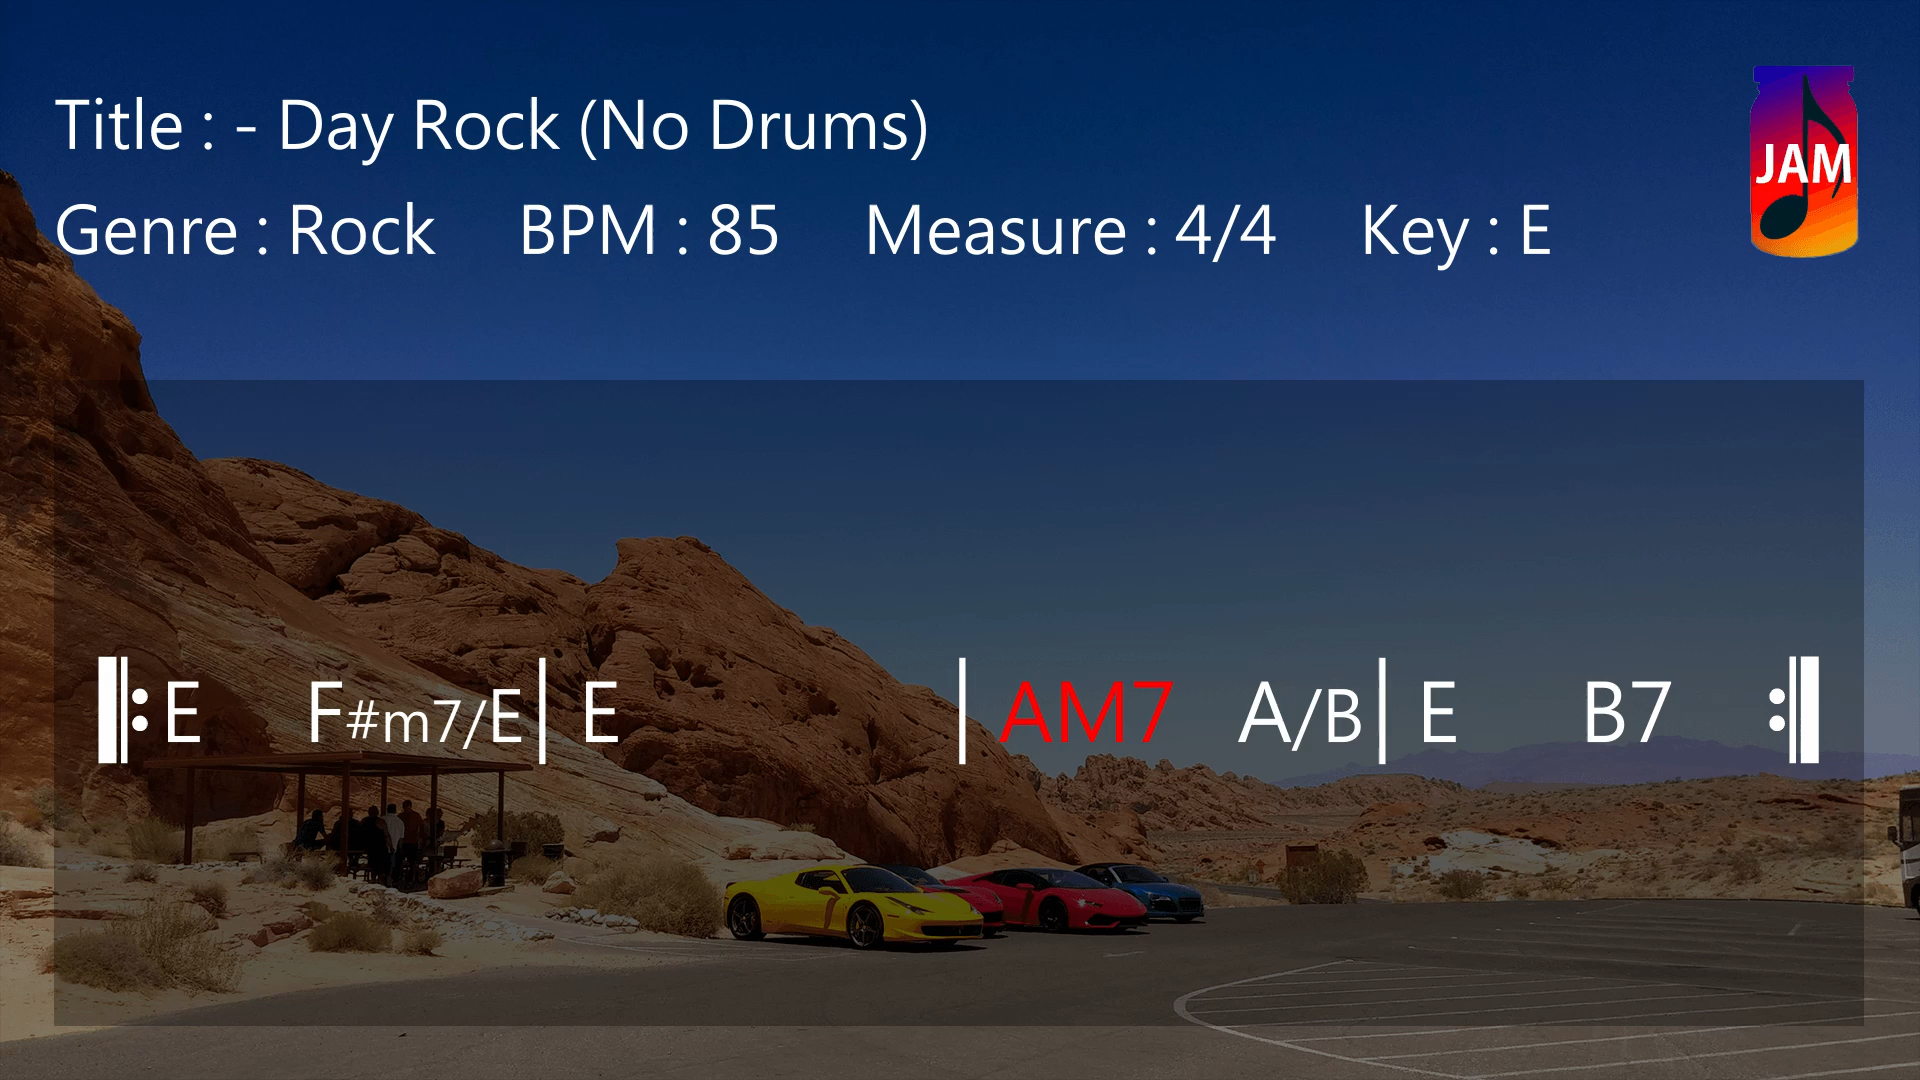 Title : - Day Rock (No Drums)
JAM
Genre : Rock BPM : 85 Measure : 4/4 Key : E
E F#m7/E E AM7 A/B E B7